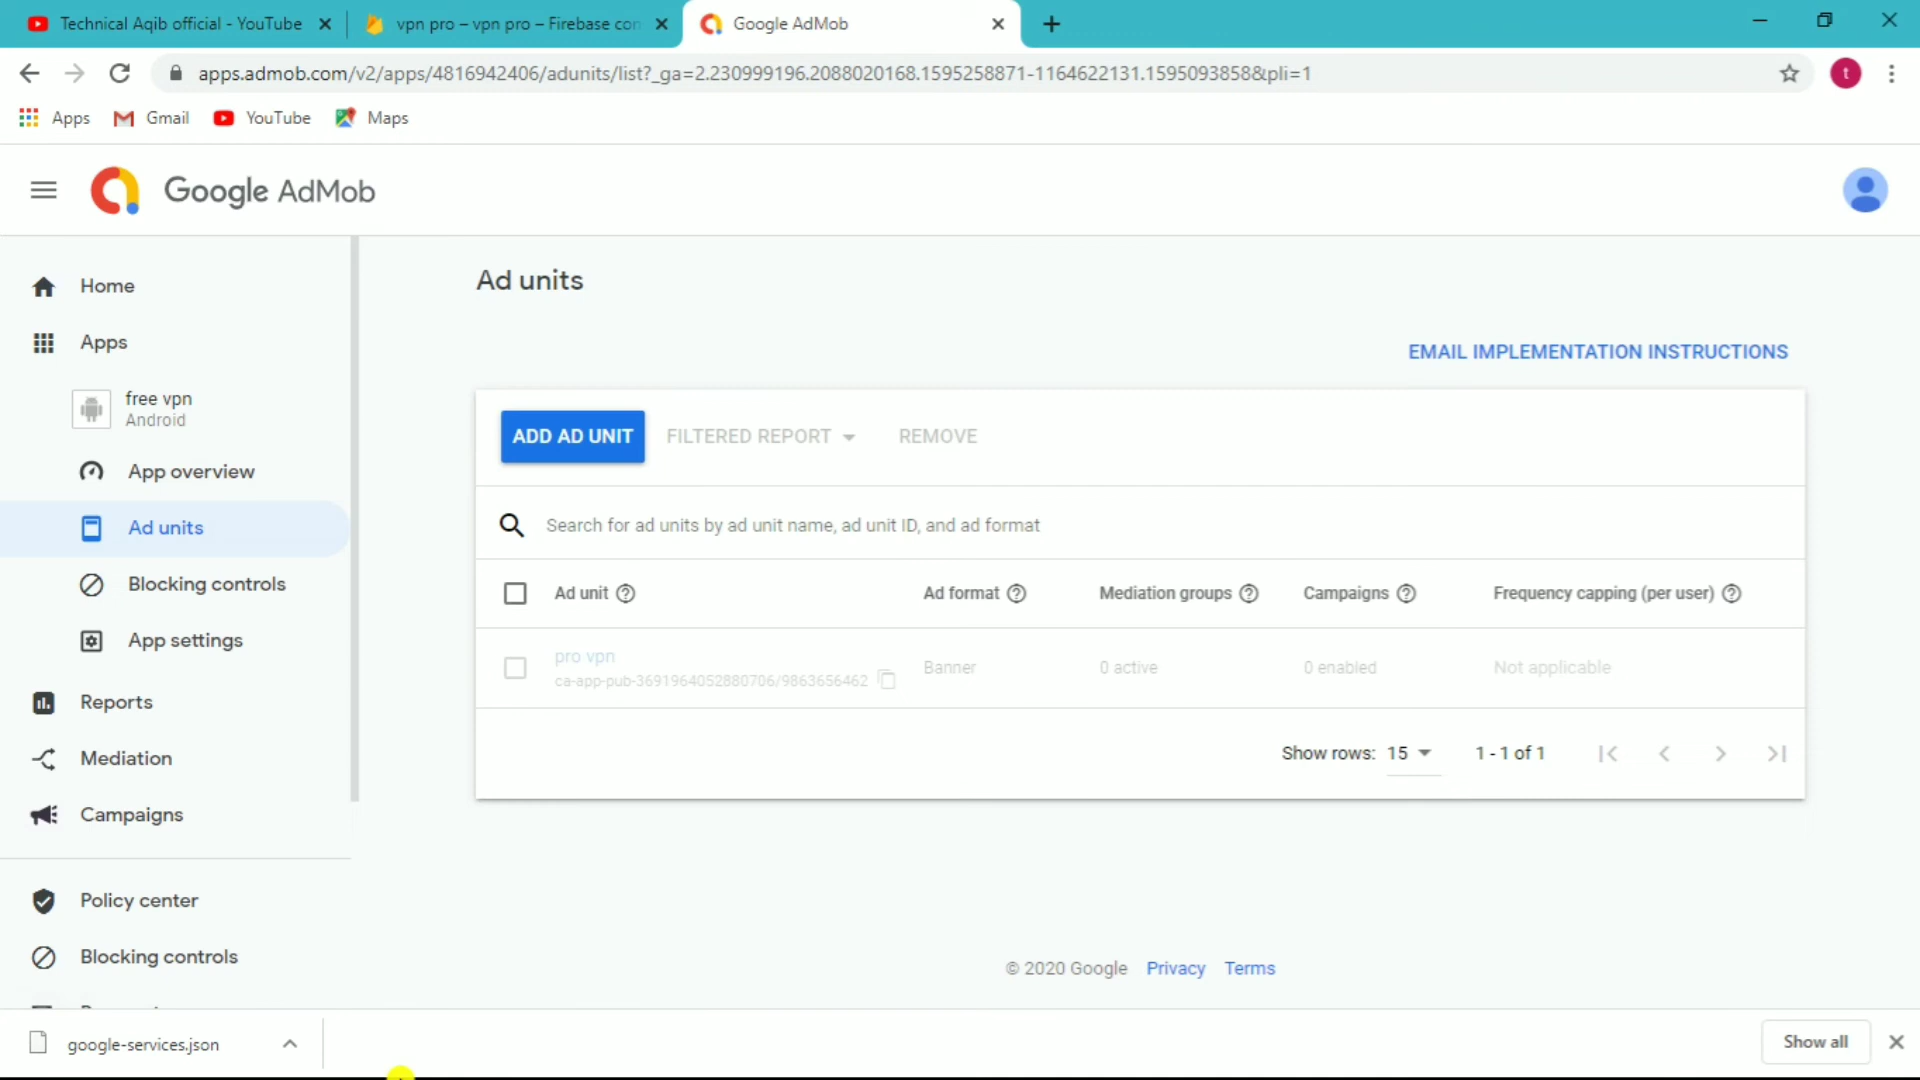 Technical Aqib official - YouTube
vpn pro – vpn pro – Firebase con
Google AdMob
apps.admob.com/v2/apps/4816942406/adunits/list?_ga=2.230999196.2088020168.1595258871-1164622131.1595093858&pli=1
t
Apps
Gmail
YouTube
Maps
Google AdMob
Home
Apps
free vpn
Android
App overview
Ad units
Blocking controls
App settings
Reports
Mediation
Campaigns
Policy center
Blocking controls
Ad units
EMAIL IMPLEMENTATION INSTRUCTIONS
ADD AD UNIT
FILTERED REPORT
REMOVE
Search for ad units by ad unit name, ad unit ID, and ad format
Ad unit
Ad format
Mediation groups
Campaigns
Frequency capping (per user)
pro vpn
ca-app-pub-3691964052880706/9863656462
Banner
0 active
0 enabled
Not applicable
Show rows: 15
1 - 1 of 1
© 2020 Google Privacy Terms
google-services.json
Show all